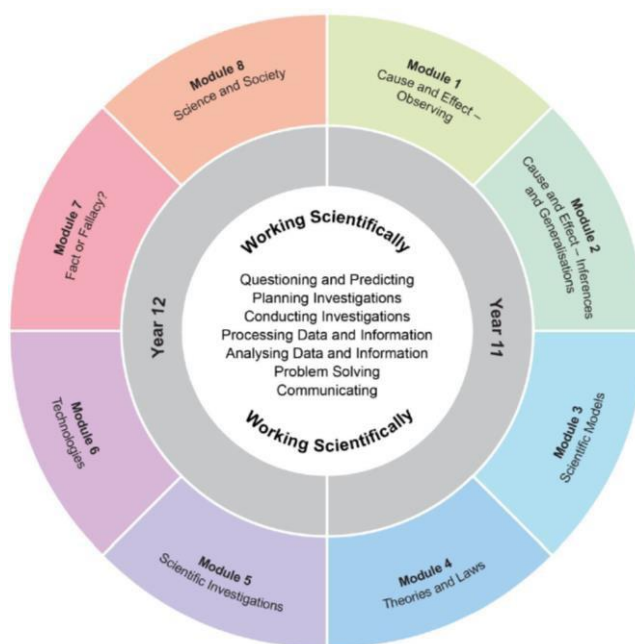 Module 1
Cause and Effect –
Observing
Module 2
Cause and Effect – Inferences
and Generalisations
Module 3
Scientific Models
Module 4
Theories and Laws
Module 5
Scientific Investigations
Module 6
Technologies
Module 7
Fact or Fallacy?
Module 8
Science and Society
Year 12
Year 11
Working Scientifically
Questioning and Predicting
Planning Investigations
Conducting Investigations
Processing Data and Information
Analysing Data and Information
Problem Solving
Communicating
Working Scientifically